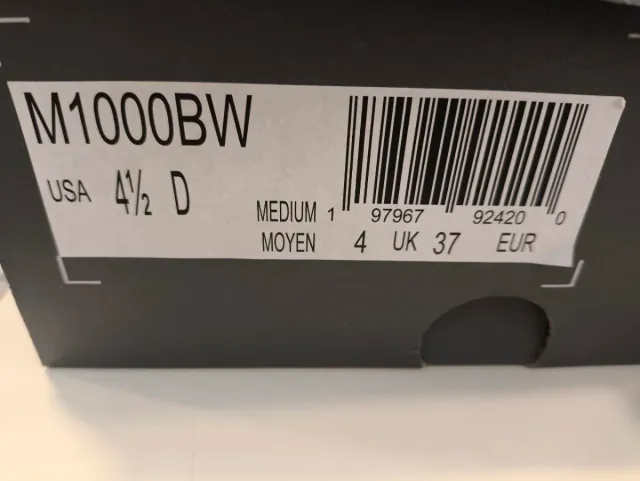 M1000BW
USA 4½ D
MEDIUM 1 97967 92420 0
MOYEN 4 UK 37 EUR